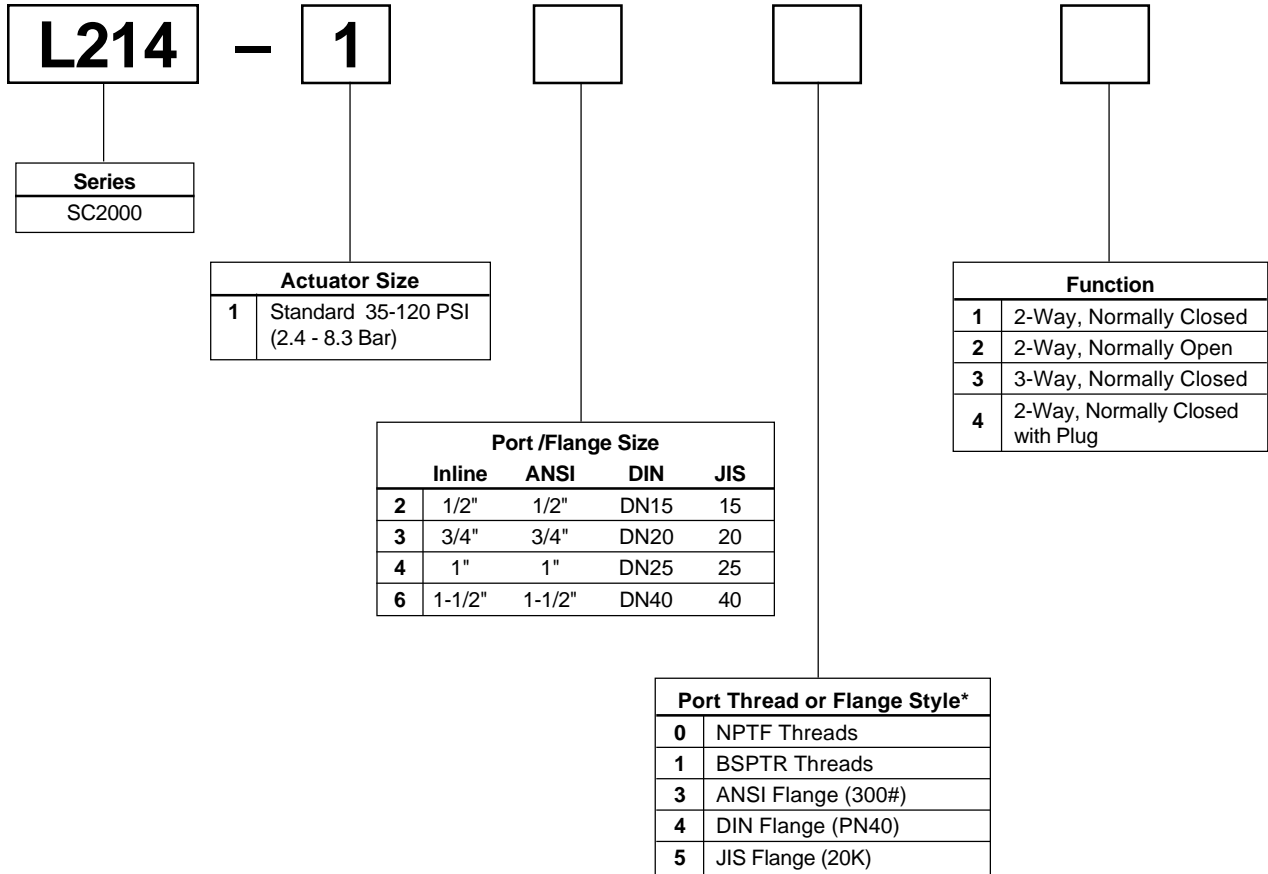 L214 – 1
Series
SC2000
Actuator Size
1 Standard 35-120 PSI
(2.4 - 8.3 Bar)
Function
1 2-Way, Normally Closed
2 2-Way, Normally Open
3 3-Way, Normally Closed
4 2-Way, Normally Closed
with Plug
Port /Flange Size
Inline ANSI DIN JIS
2 1/2" 1/2" DN15 15
3 3/4" 3/4" DN20 20
4 1" 1" DN25 25
6 1-1/2" 1-1/2" DN40 40
Port Thread or Flange Style*
0 NPTF Threads
1 BSPTR Threads
3 ANSI Flange (300#)
4 DIN Flange (PN40)
5 JIS Flange (20K)